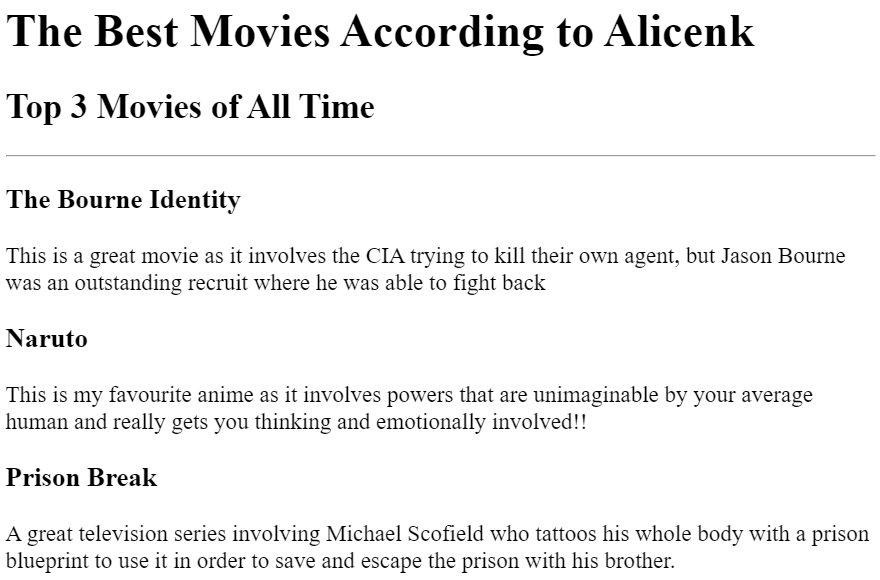 The Best Movies According to Alicenk
Top 3 Movies of All Time
The Bourne Identity
This is a great movie as it involves the CIA trying to kill their own agent, but Jason Bourne
was an outstanding recruit where he was able to fight back
Naruto
This is my favourite anime as it involves powers that are unimaginable by your average
human and really gets you thinking and emotionally involved!!
Prison Break
A great television series involving Michael Scofield who tattoos his whole body with a prison
blueprint to use it in order to save and escape the prison with his brother.